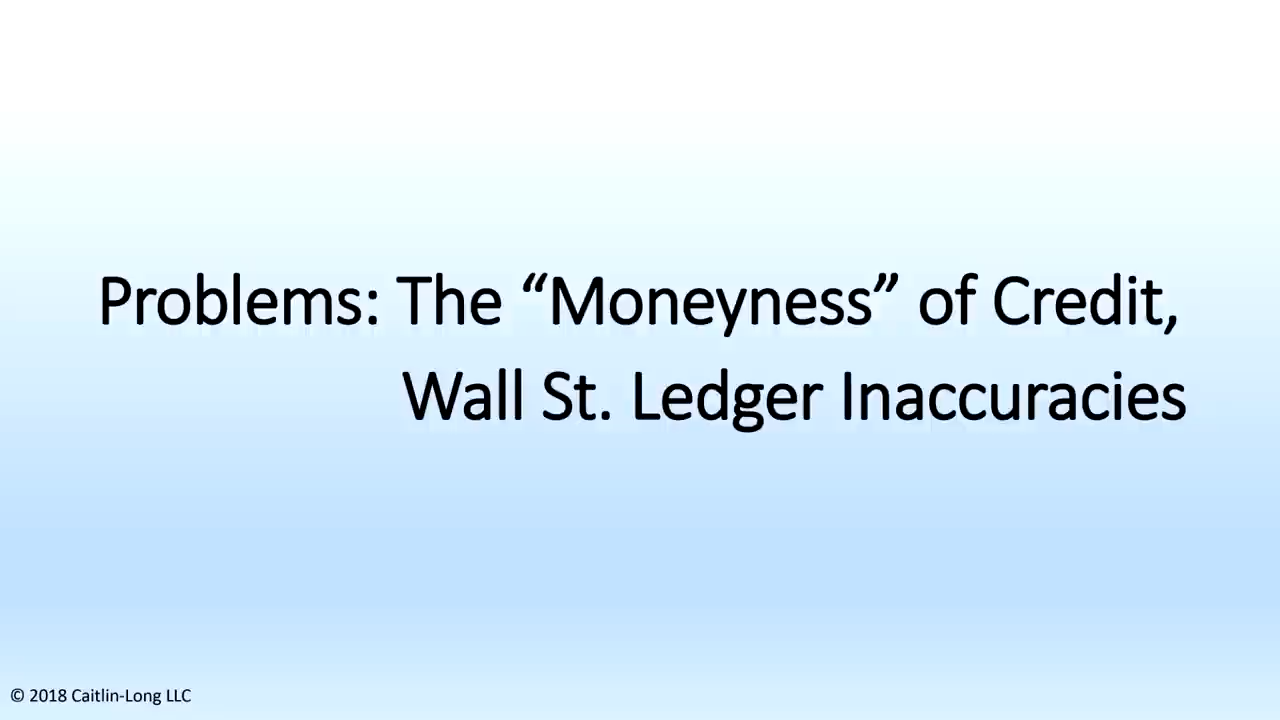 Problems: The “Moneyness” of Credit,
Wall St. Ledger Inaccuracies
© 2018 Caitlin-Long LLC